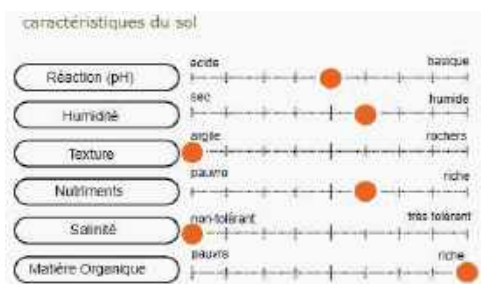 caractéristiques du sol
acide basique
Réaction (pH)
sec humide
Humidité
argile rochers
Texture
pauvre riche
Nutriments
non-tolérant très tolérant
Salinité
pauvre riche
Matière Organique